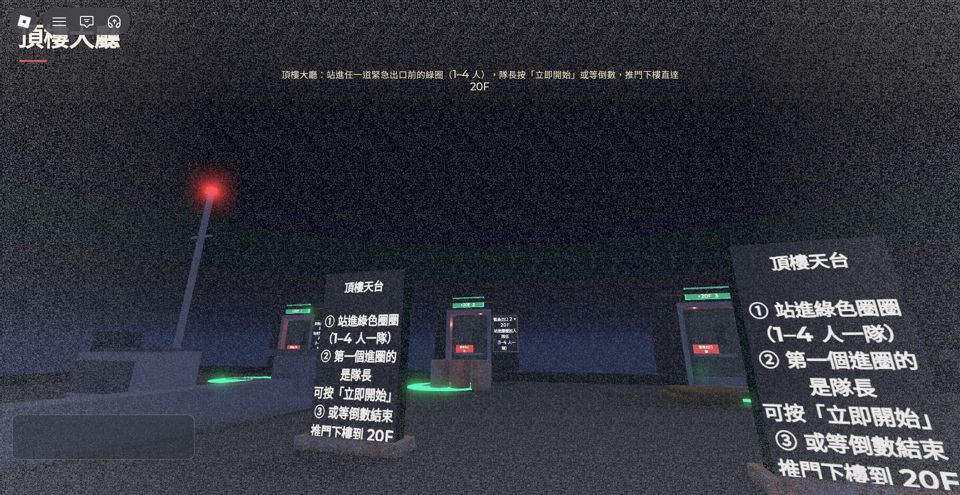 頂樓大廳
頂樓大廳：站進任一道緊急出口前的綠圈（1–4 人），隊長按「立即開始」或等倒數，推門下樓直達
20F
頂樓天台
① 站進綠色圈圈
（1–4 人一隊）
② 第一個進圈的
是隊長
可按「立即開始」
③ 或等倒數結束
推門下樓到 20F
頂樓天台
① 站進綠色圈圈
（1–4 人一隊）
② 第一個進圈的
是隊長
可按「立即開始」
③ 或等倒數結束
推門下樓到 20F